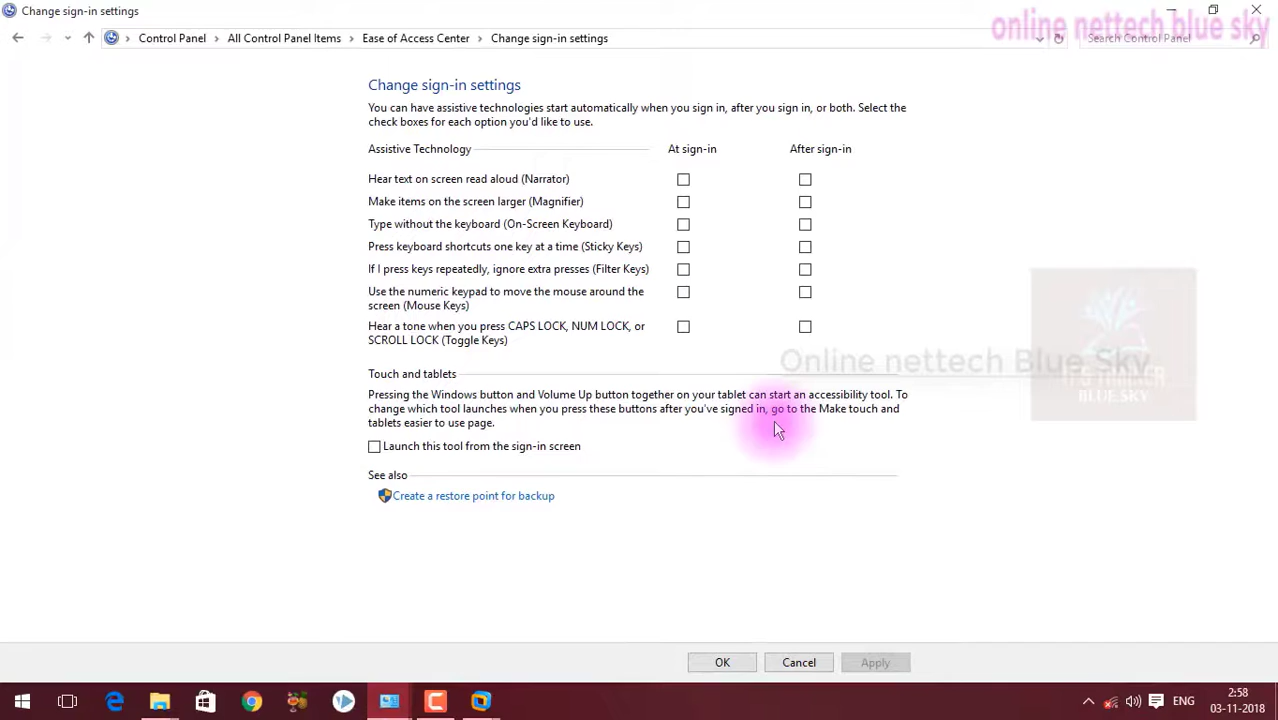 Change sign-in settings
online nettech blue sky
Control Panel > All Control Panel Items > Ease of Access Center > Change sign-in settings
Search Control Panel
Change sign-in settings
You can have assistive technologies start automatically when you sign in, after you sign in, or both. Select the
check boxes for each option you'd like to use.
Assistive Technology At sign-in After sign-in
Hear text on screen read aloud (Narrator)
Make items on the screen larger (Magnifier)
Type without the keyboard (On-Screen Keyboard)
Press keyboard shortcuts one key at a time (Sticky Keys)
If I press keys repeatedly, ignore extra presses (Filter Keys)
Use the numeric keypad to move the mouse around the
screen (Mouse Keys)
Hear a tone when you press CAPS LOCK, NUM LOCK, or
SCROLL LOCK (Toggle Keys)
Online nettech Blue Sky
BLUE SKY
Touch and tablets
Pressing the Windows button and Volume Up button together on your tablet can start an accessibility tool. To
change which tool launches when you press these buttons after you've signed in, go to the Make touch and
tablets easier to use page.
Launch this tool from the sign-in screen
See also
Create a restore point for backup
OK Cancel Apply
ENG
2:58
03-11-2018